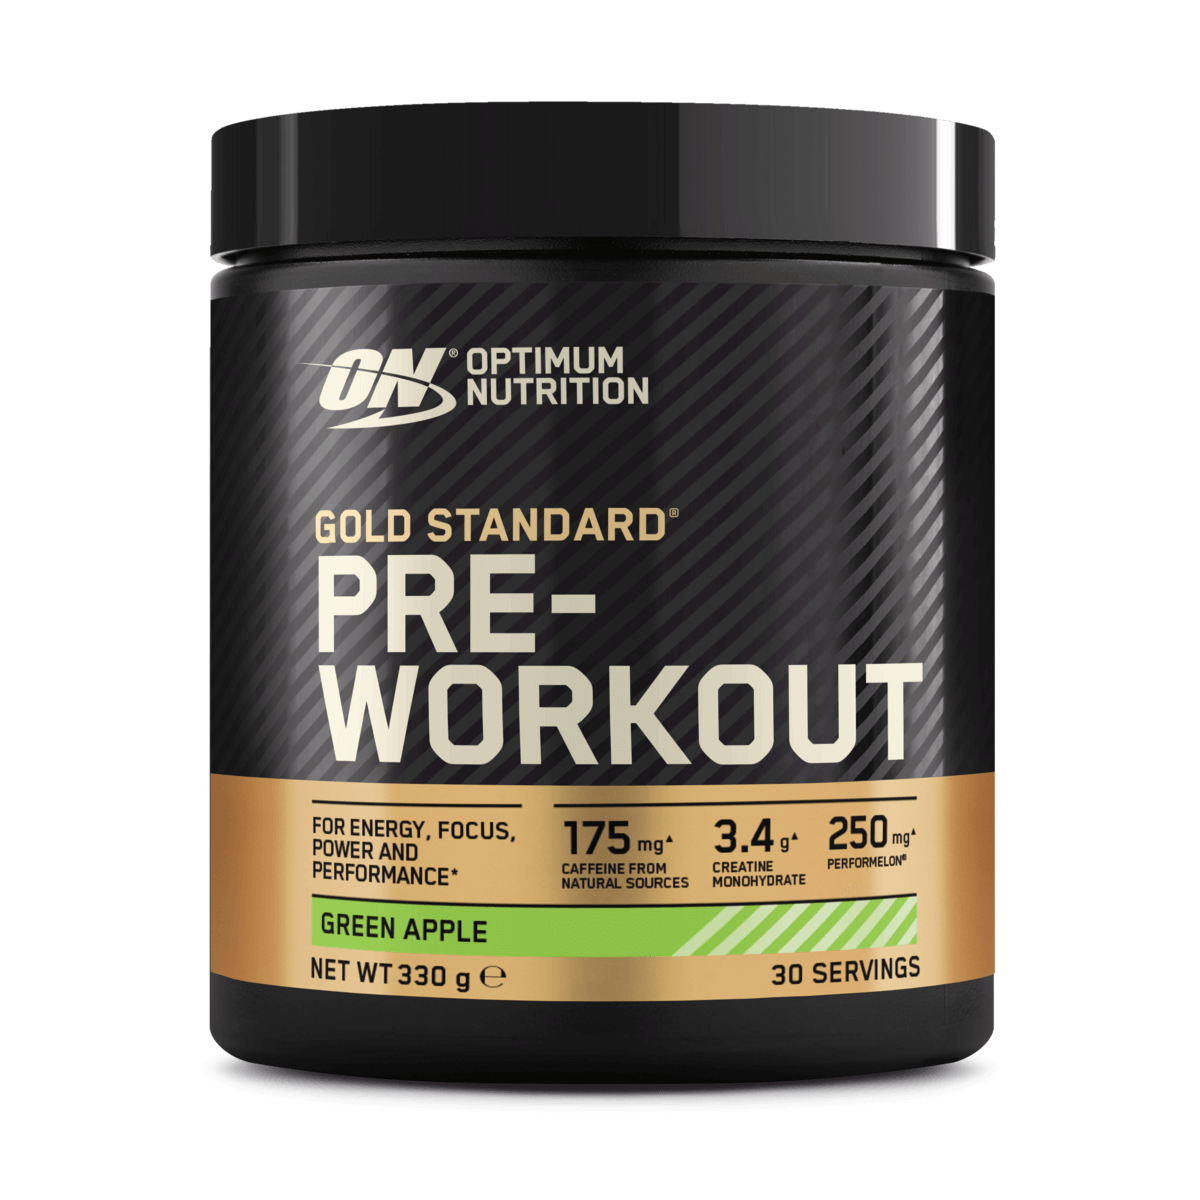 ON® OPTIMUM
NUTRITION
GOLD STANDARD®
PRE-
WORKOUT
FOR ENERGY, FOCUS,
POWER AND
PERFORMANCE*
175 mg▲
CAFFEINE FROM
NATURAL SOURCES
3.4 g▲
CREATINE
MONOHYDRATE
250 mg▲
PERFORMELON®
GREEN APPLE
NET WT 330 g ℮
30 SERVINGS